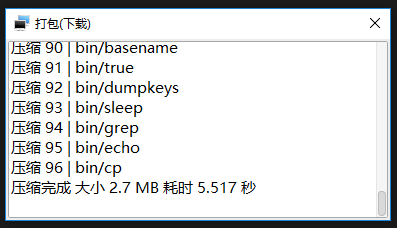 打包(下载)
压缩 90 | bin/basename
压缩 91 | bin/true
压缩 92 | bin/dumpkeys
压缩 93 | bin/sleep
压缩 94 | bin/grep
压缩 95 | bin/echo
压缩 96 | bin/cp
压缩完成 大小 2.7 MB 耗时 5.517 秒